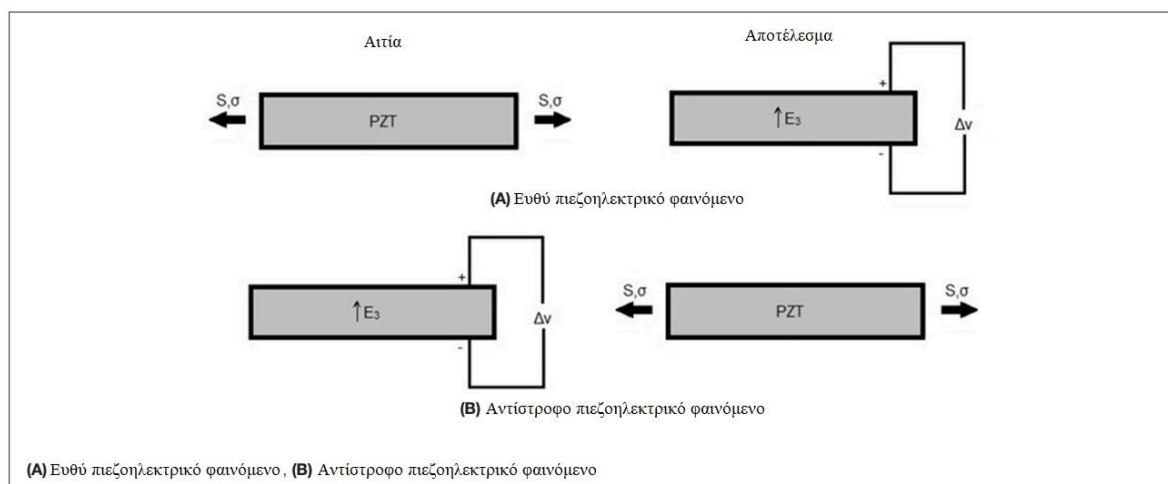 Αιτία
Αποτέλεσμα
S,σ
PZT
S,σ
+
↑E₃
-
Δv
(A) Ευθύ πιεζοηλεκτρικό φαινόμενο
+
↑E₃
-
Δv
S,σ
PZT
S,σ
(B) Αντίστροφο πιεζοηλεκτρικό φαινόμενο
(A) Ευθύ πιεζοηλεκτρικό φαινόμενο , (B) Αντίστροφο πιεζοηλεκτρικό φαινόμενο